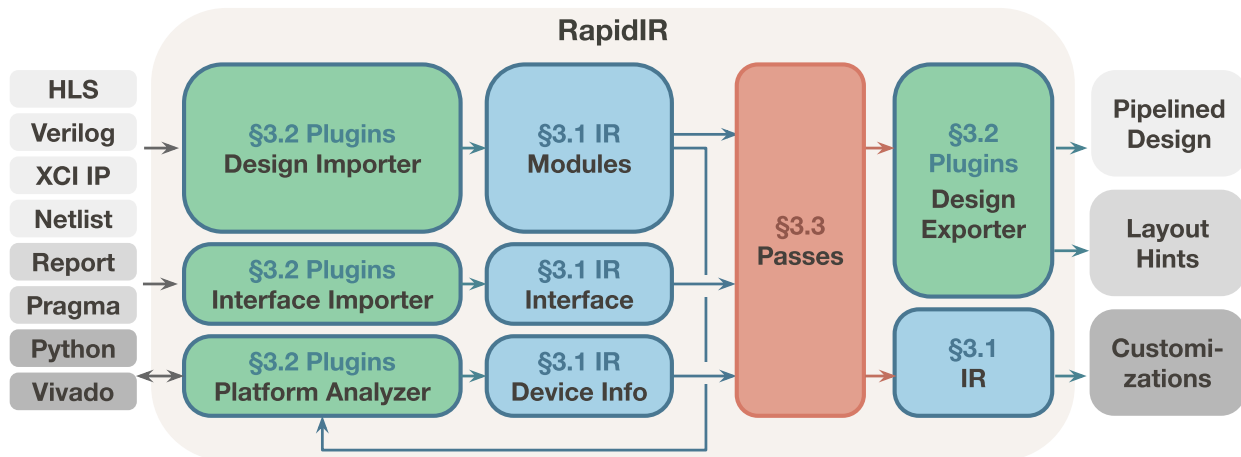 RapidIR
HLS
Verilog
XCI IP
Netlist
Report
Pragma
Python
Vivado
§3.2 Plugins
Design Importer
§3.1 IR
Modules
§3.2 Plugins
Interface Importer
§3.1 IR
Interface
§3.2 Plugins
Platform Analyzer
§3.1 IR
Device Info
§3.3
Passes
§3.2
Plugins
Design
Exporter
§3.1
IR
Pipelined
Design
Layout
Hints
Customi-
zations